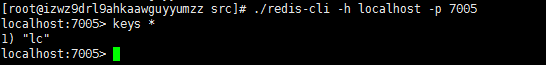 [root@izwz9drl9ahkaawguyyumzz src]# ./redis-cli -h localhost -p 7005
localhost:7005> keys *
1) "lc"
localhost:7005>